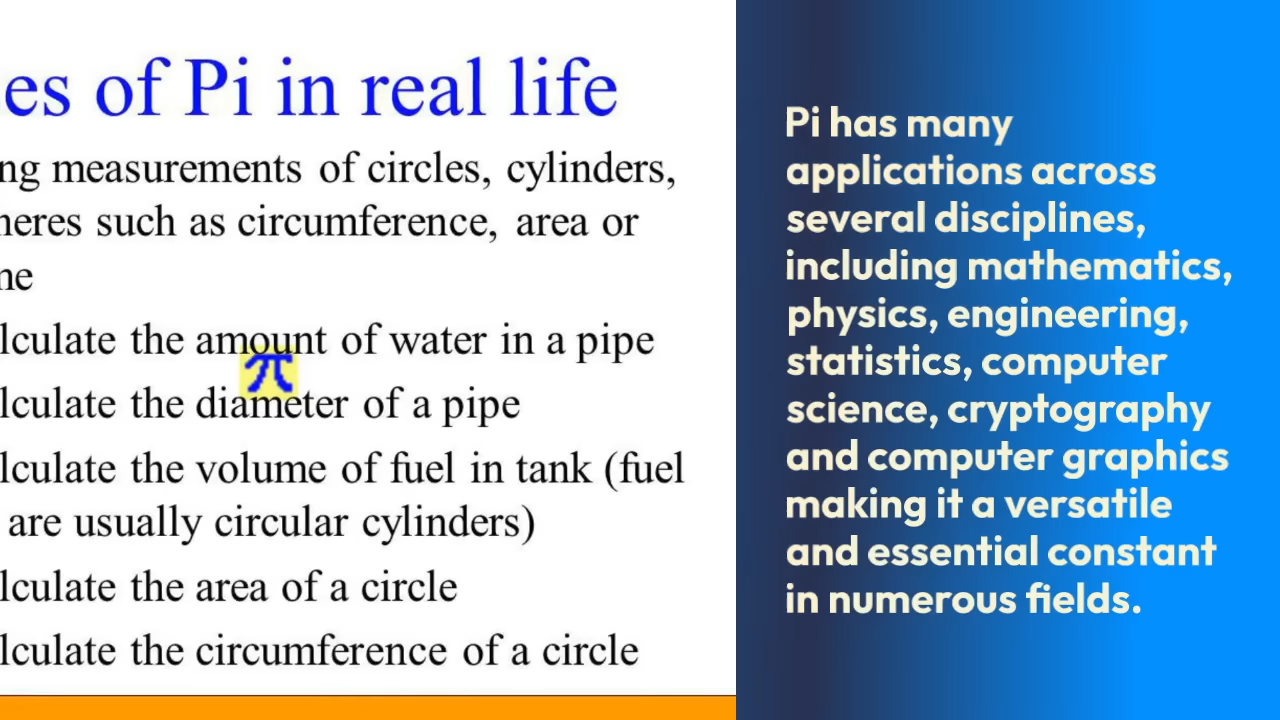 es of Pi in real life
ng measurements of circles, cylinders,
heres such as circumference, area or
me
lculate the amount of water in a pipe
π
lculate the diameter of a pipe
lculate the volume of fuel in tank (fuel
are usually circular cylinders)
lculate the area of a circle
lculate the circumference of a circle
Pi has many
applications across
several disciplines,
including mathematics,
physics, engineering,
statistics, computer
science, cryptography
and computer graphics
making it a versatile
and essential constant
in numerous fields.